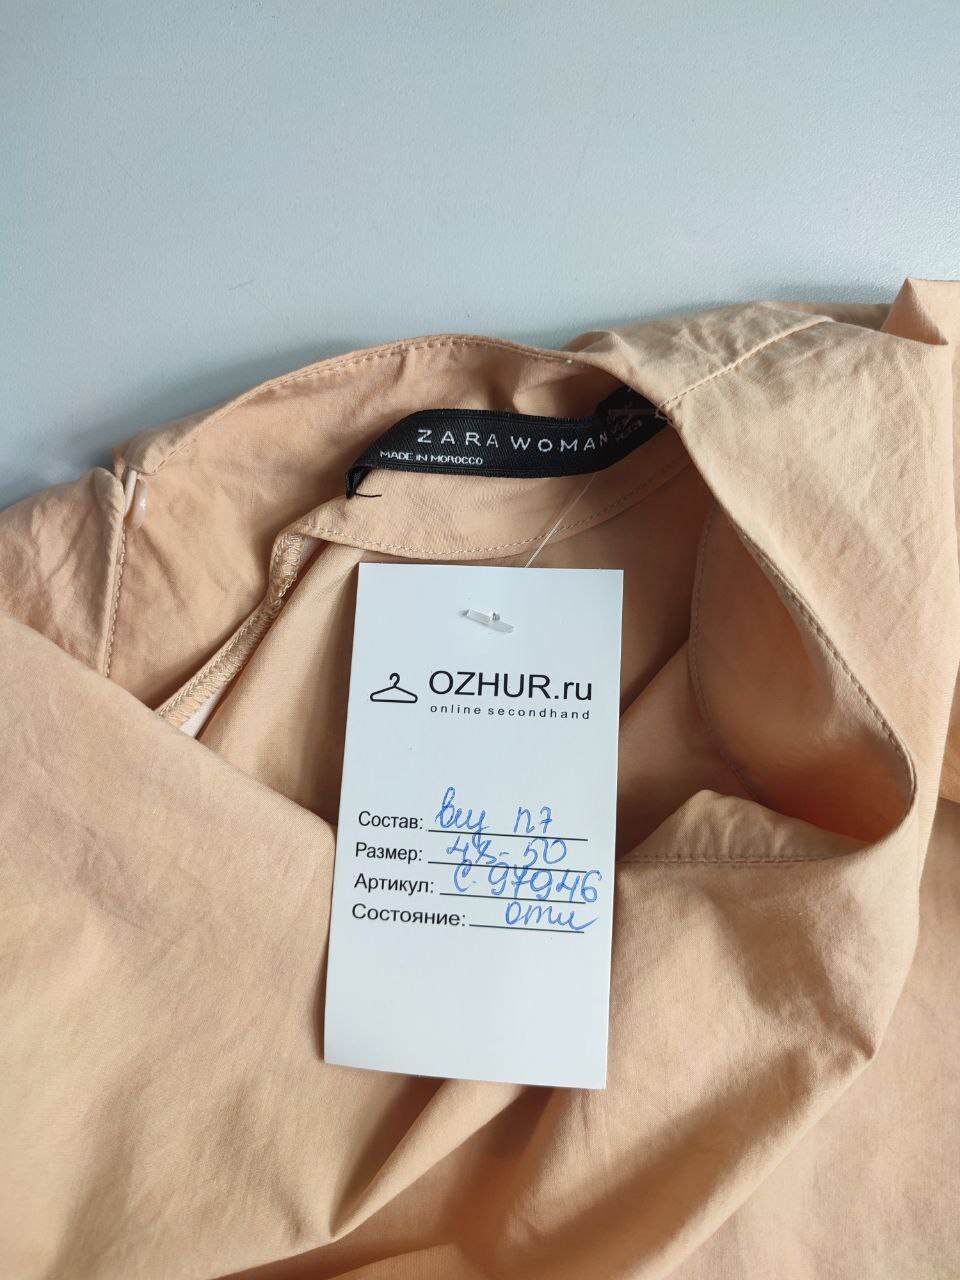 ZARA WOMAN
MADE IN MOROCCO
OZHUR.ru
online secondhand
Состав: виц п7
Размер: 48-50
Артикул: С-97946
Состояние: отл